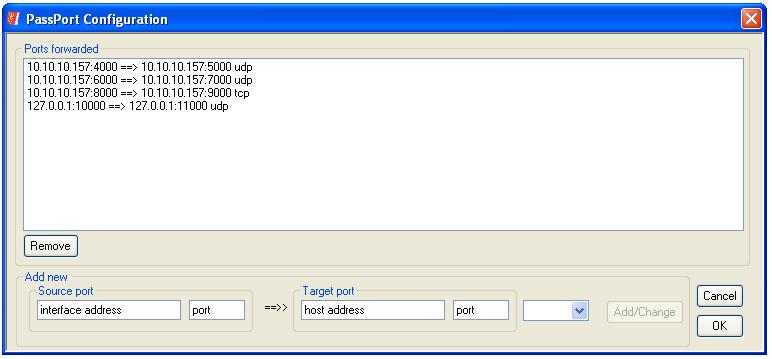 PassPort Configuration
Ports forwarded
10.10.10.157:4000 ==> 10.10.10.157:5000 udp
10.10.10.157:6000 ==> 10.10.10.157:7000 udp
10.10.10.157:8000 ==> 10.10.10.157:9000 tcp
127.0.0.1:10000 ==> 127.0.0.1:11000 udp
Remove
Add new
Source port
Target port
interface address port ==>> host address port Add/Change
Cancel
OK